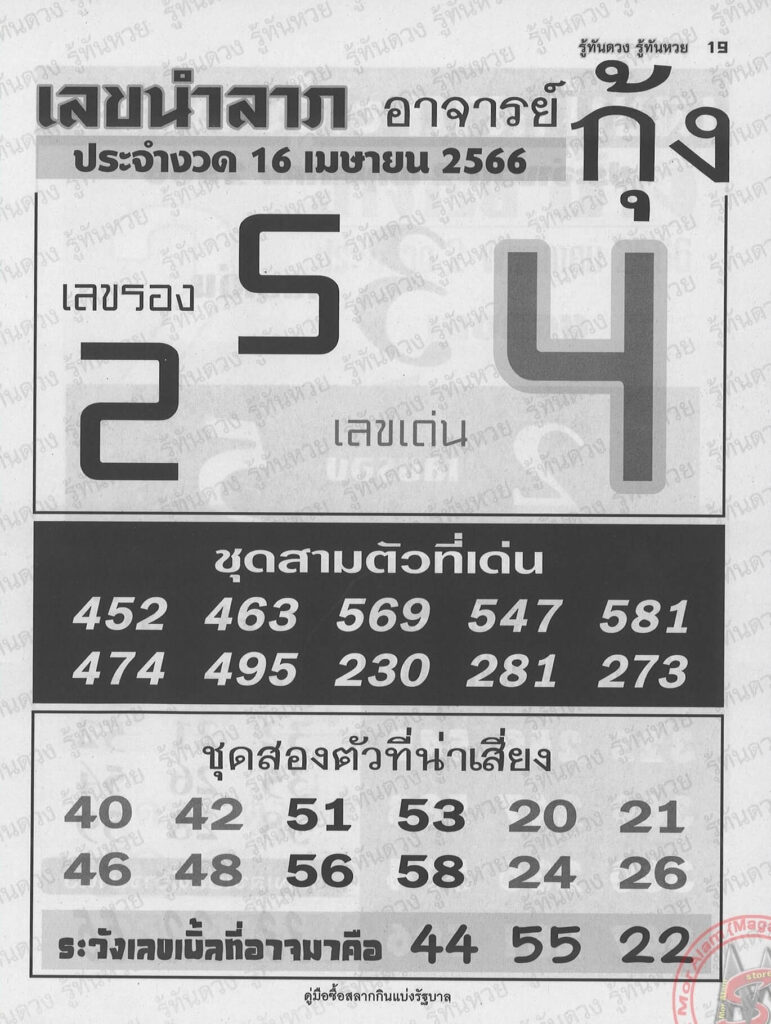 รู้ทันดวง รู้ทันหวย 19
เลขนำลาภ อาจารย์ กุ้ง
ประจำงวด 16 เมษายน 2566
5
เลขรอง
4
2
เลขเด่น
ชุดสามตัวที่เด่น
452 463 569 547 581
474 495 230 281 273
ชุดสองตัวที่น่าเสี่ยง
40 42 51 53 20 21
46 48 56 58 24 26
ระวังเลขเบิ้ลที่อาจมาคือ 44 55 22
คู่มือซื้อสลากกินแบ่งรัฐบาล